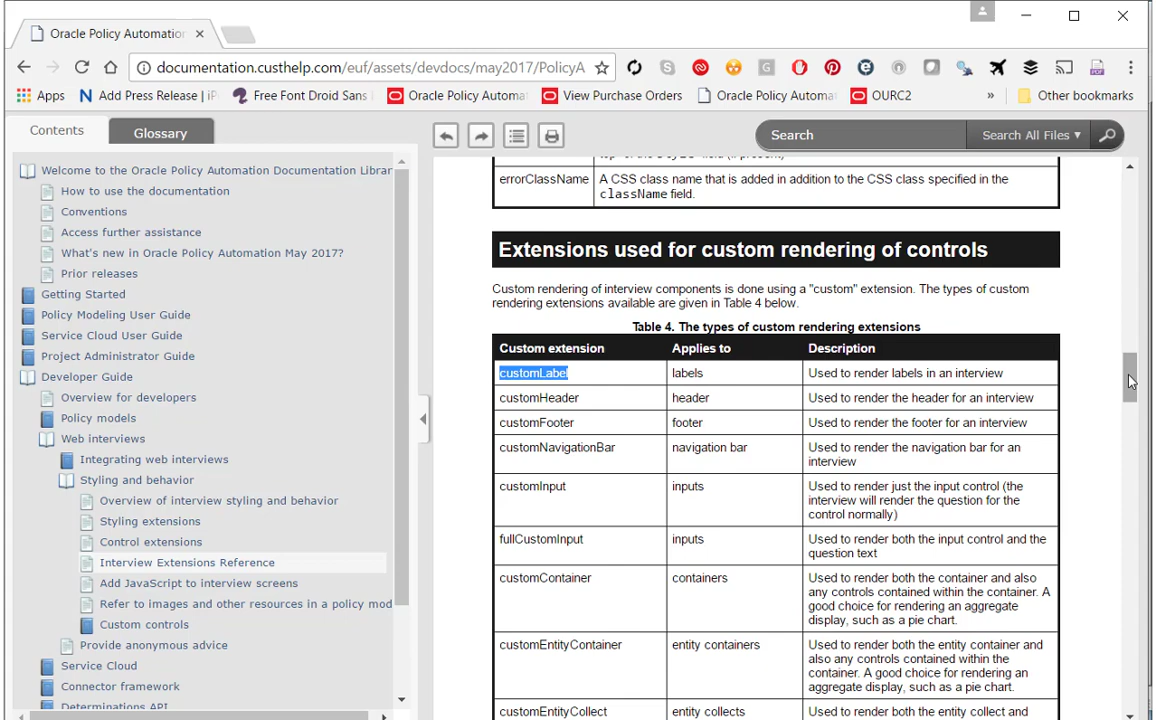 Oracle Policy Automation
documentation.custhelp.com/euf/assets/devdocs/may2017/PolicyA
Apps
Add Press Release | iP
Free Font Droid Sans
Oracle Policy Automa
View Purchase Orders
Oracle Policy Automa
OURC2
»
Other bookmarks
Contents
Glossary
Search
Search All Files ▾
Welcome to the Oracle Policy Automation Documentation Librar
How to use the documentation
Conventions
Access further assistance
What's new in Oracle Policy Automation May 2017?
Prior releases
Getting Started
Policy Modeling User Guide
Service Cloud User Guide
Project Administrator Guide
Developer Guide
Overview for developers
Policy models
Web interviews
Integrating web interviews
Styling and behavior
Overview of interview styling and behavior
Styling extensions
Control extensions
Interview Extensions Reference
Add JavaScript to interview screens
Refer to images and other resources in a policy mod
Custom controls
Provide anonymous advice
Service Cloud
Connector framework
Determinations API
errorClassName
A CSS class name that is added in addition to the CSS class specified in the
className field.
Extensions used for custom rendering of controls
Custom rendering of interview components is done using a "custom" extension. The types of custom
rendering extensions available are given in Table 4 below.
Table 4. The types of custom rendering extensions
Custom extension
Applies to
Description
customLabel
labels
Used to render labels in an interview
customHeader
header
Used to render the header for an interview
customFooter
footer
Used to render the footer for an interview
customNavigationBar
navigation bar
Used to render the navigation bar for an
interview
customInput
inputs
Used to render just the input control (the
interview will render the question for the
control normally)
fullCustomInput
inputs
Used to render both the input control and the
question text
customContainer
containers
Used to render both the container and also
any controls contained within the container. A
good choice for rendering an aggregate
display, such as a pie chart.
customEntityContainer
entity containers
Used to render both the entity container and
also any controls contained within the
container. A good choice for rendering an
aggregate display, such as a pie chart.
customEntityCollect
entity collects
Used to render both the entity collect and